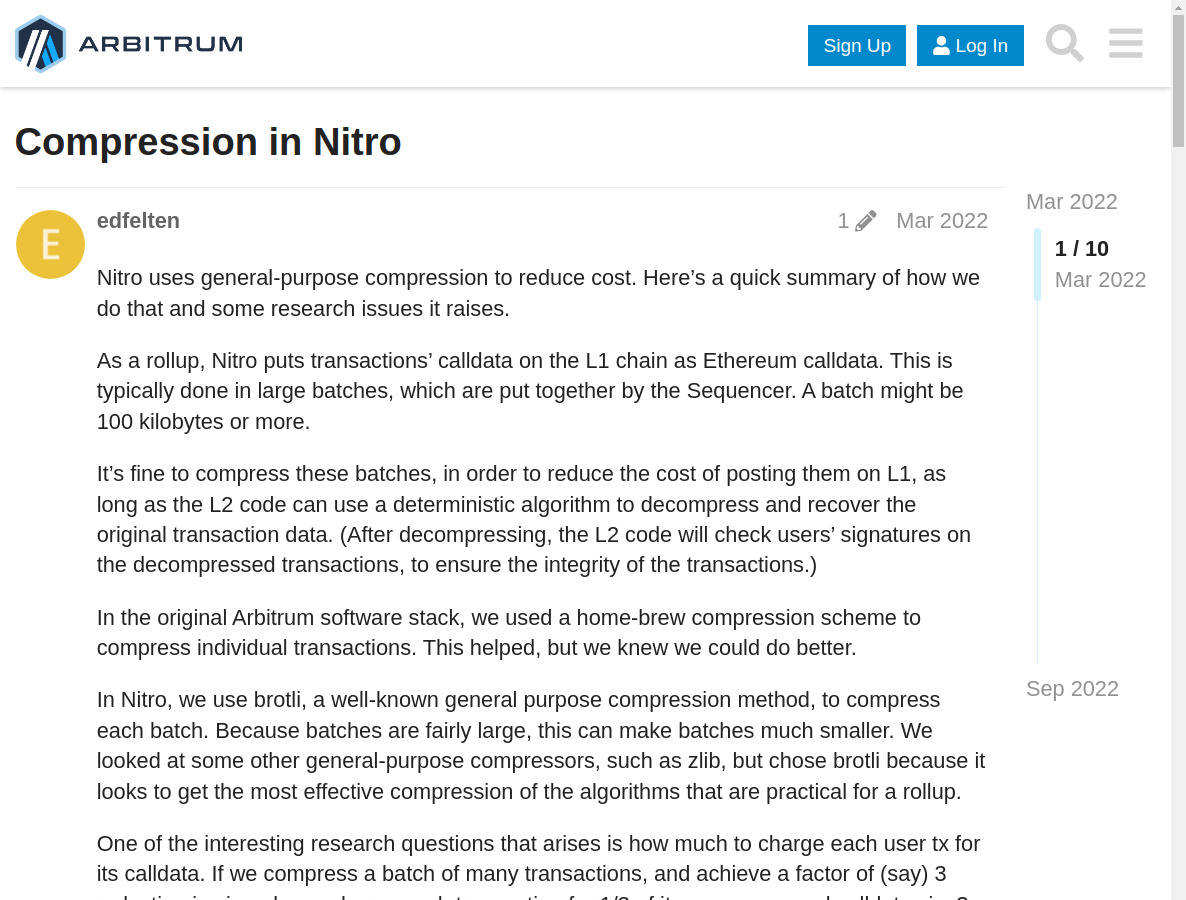 ARBITRUM
Sign Up
Log In
Compression in Nitro
E
edfelten
1
Mar 2022
Nitro uses general-purpose compression to reduce cost. Here’s a quick summary of how we
do that and some research issues it raises.
As a rollup, Nitro puts transactions’ calldata on the L1 chain as Ethereum calldata. This is
typically done in large batches, which are put together by the Sequencer. A batch might be
100 kilobytes or more.
It’s fine to compress these batches, in order to reduce the cost of posting them on L1, as
long as the L2 code can use a deterministic algorithm to decompress and recover the
original transaction data. (After decompressing, the L2 code will check users’ signatures on
the decompressed transactions, to ensure the integrity of the transactions.)
In the original Arbitrum software stack, we used a home-brew compression scheme to
compress individual transactions. This helped, but we knew we could do better.
In Nitro, we use brotli, a well-known general purpose compression method, to compress
each batch. Because batches are fairly large, this can make batches much smaller. We
looked at some other general-purpose compressors, such as zlib, but chose brotli because it
looks to get the most effective compression of the algorithms that are practical for a rollup.
One of the interesting research questions that arises is how much to charge each user tx for
its calldata. If we compress a batch of many transactions, and achieve a factor of (say) 3
Mar 2022
1 / 10
Mar 2022
Sep 2022